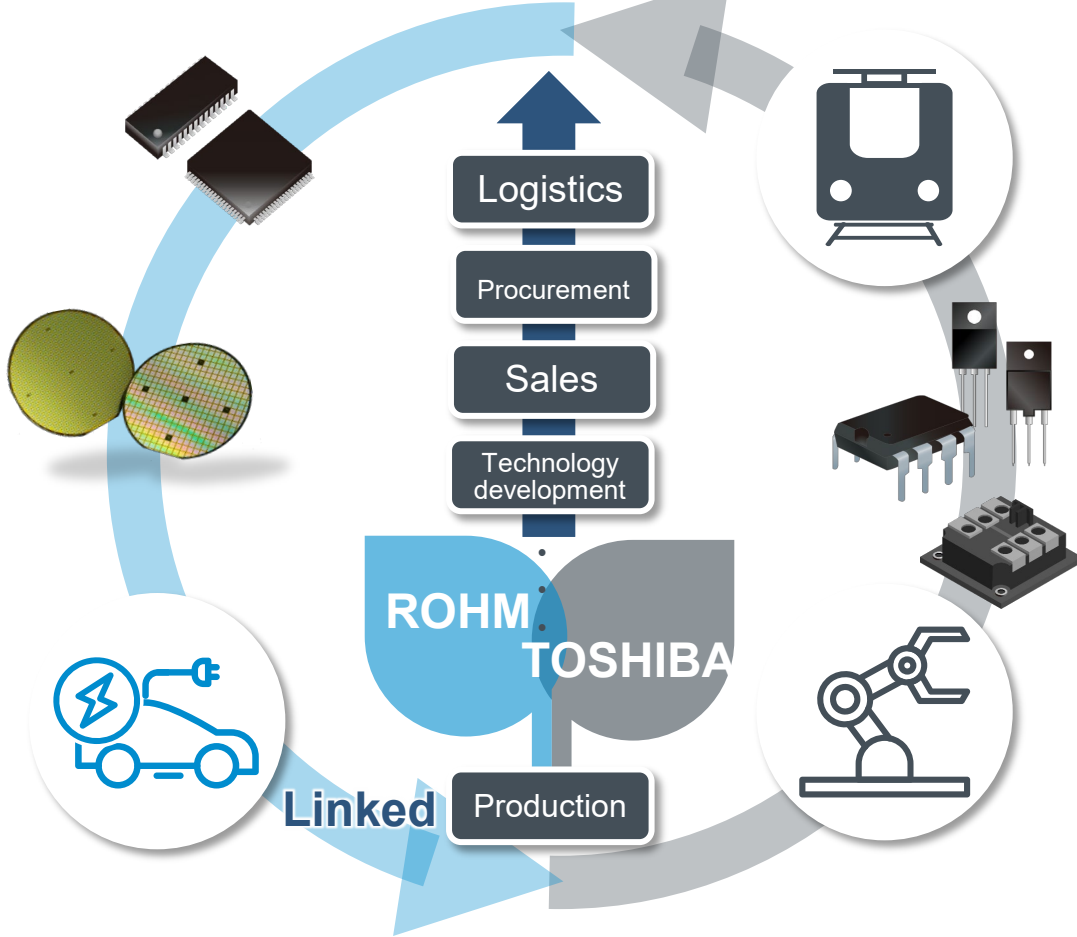 Logistics
Procurement
Sales
Technology
development
ROHM
TOSHIBA
Linked
Production